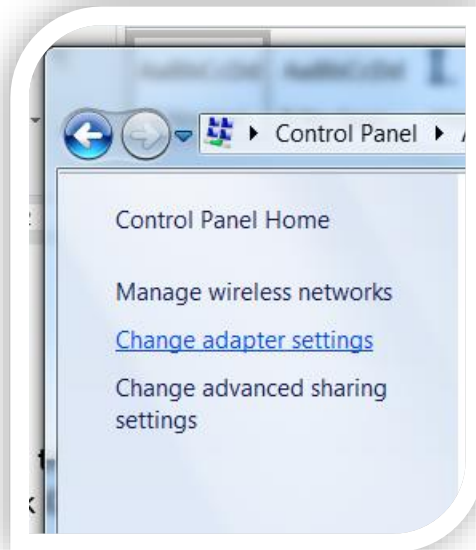 Control Panel
Control Panel Home
Manage wireless networks
Change adapter settings
Change advanced sharing
settings